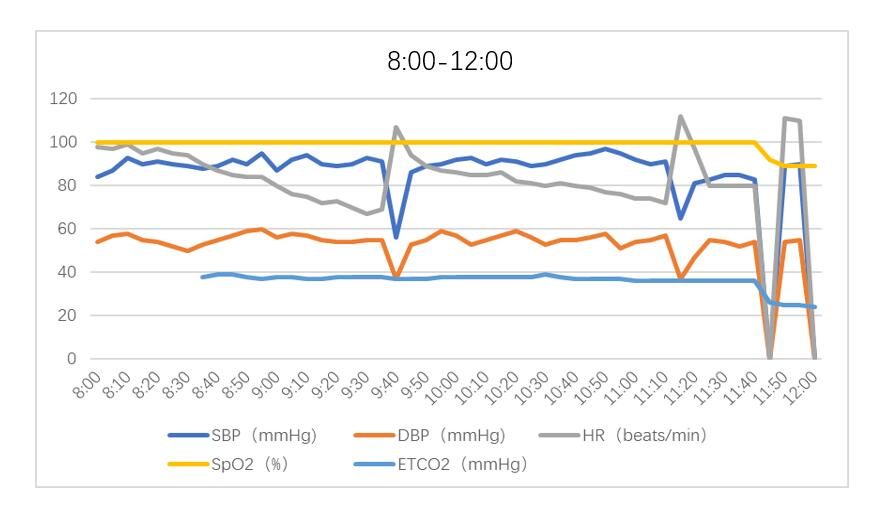 8:00-12:00
120
100
80
60
40
20
0
8:00 8:10 8:20 8:30 8:40 8:50 9:00 9:10 9:20 9:30 9:40 9:50 10:00 10:10 10:20 10:30 10:40 10:50 11:00 11:10 11:20 11:30 11:40 11:50 12:00
SBP（mmHg） DBP（mmHg） HR（beats/min）
SpO2（%） ETCO2（mmHg）